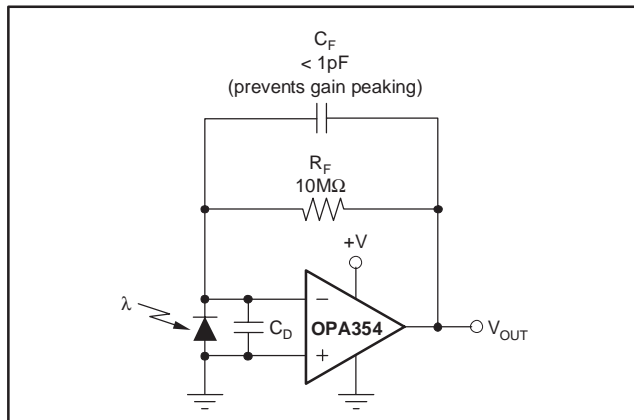 C_F
< 1pF
(prevents gain peaking)
R_F
10MΩ
+V
λ
−
C_D
OPA354
+
V_OUT